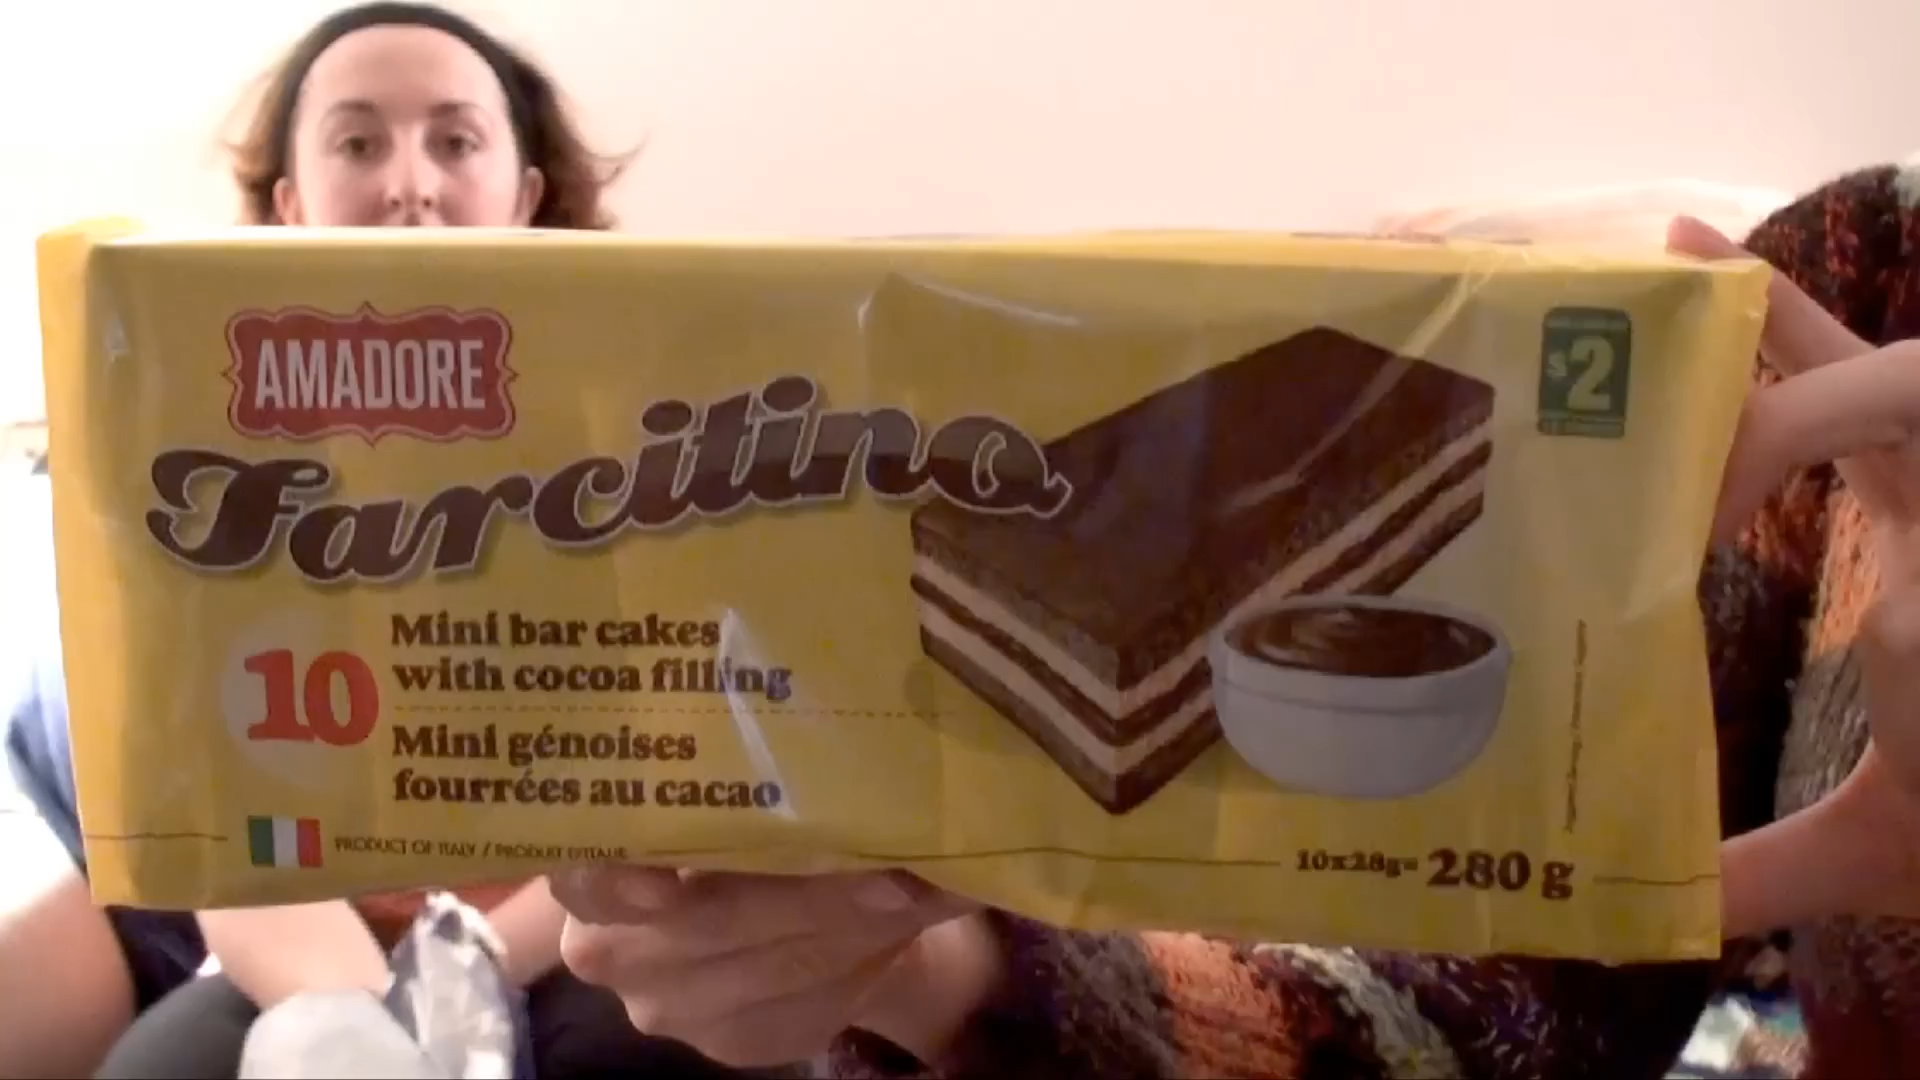 AMADORE
Farcitino
10
Mini bar cakes
with cocoa filling
Mini génoises
fourrées au cacao
PRODUCT OF ITALY / PRODUIT D'ITALIE
$2
10x28g= 280 g